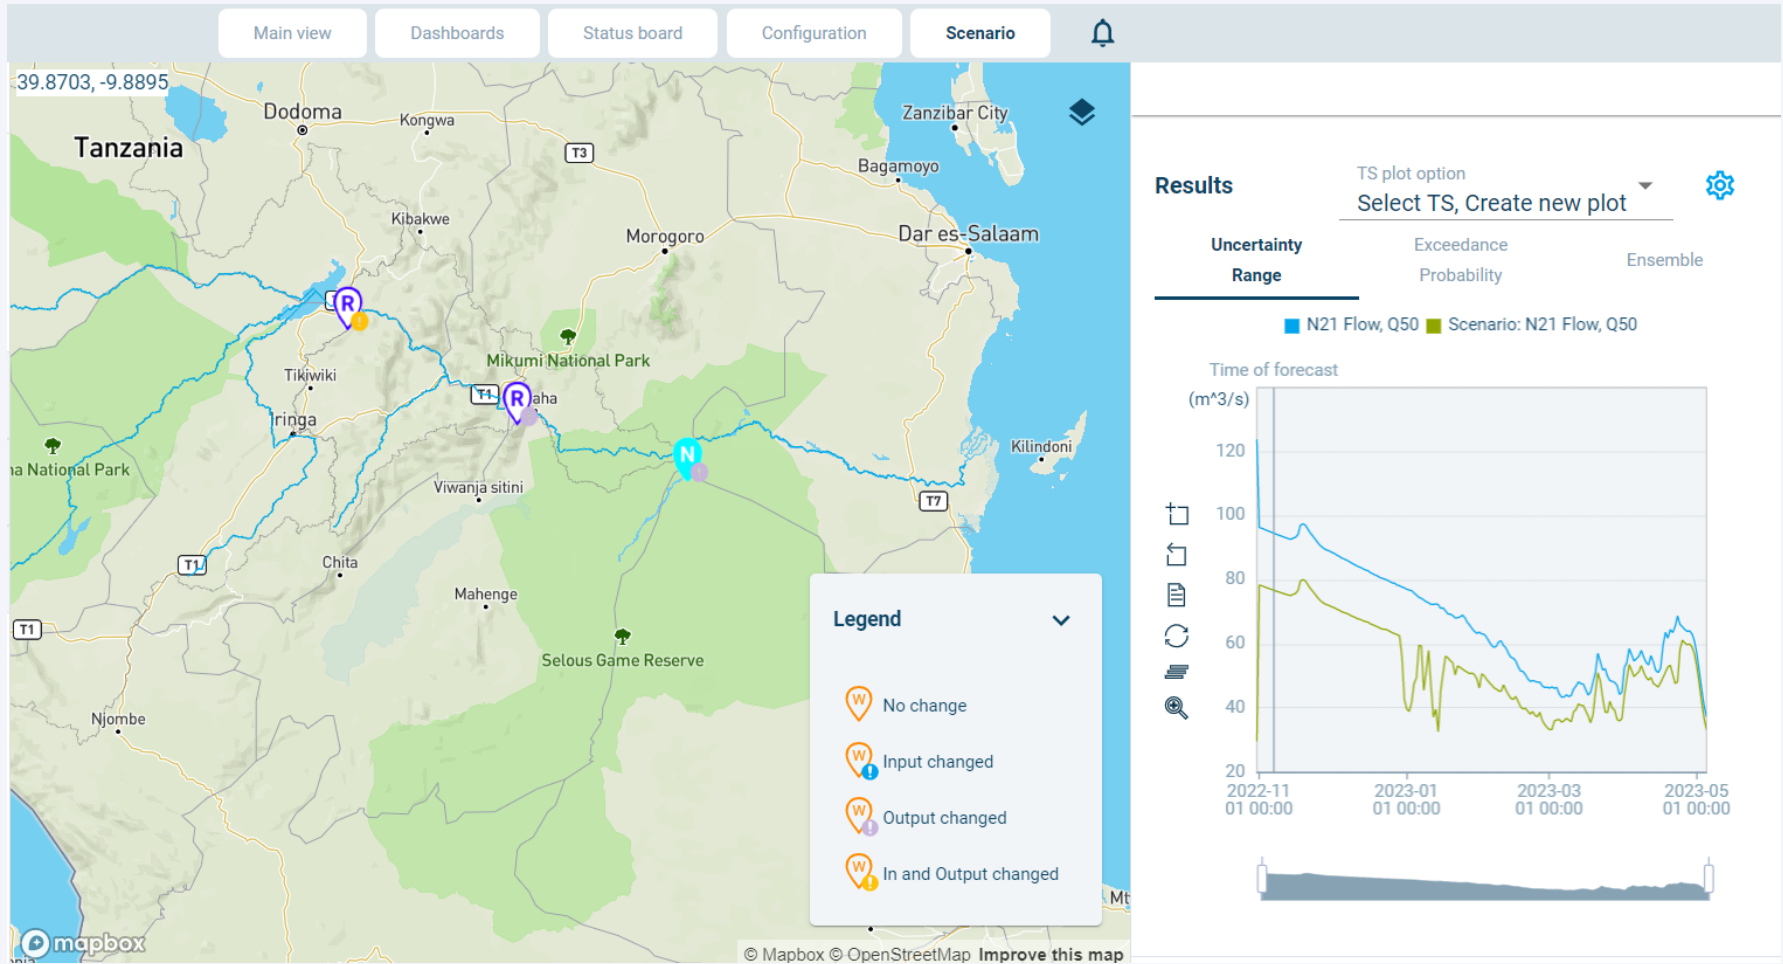 Main view
Dashboards
Status board
Configuration
Scenario
39.8703, -9.8895
Dodoma
Kongwa
Zanzibar City
Tanzania
T3
Bagamoyo
Kibakwe
Morogoro
Dar es-Salaam
R
Mikumi National Park
Tikiwiki
T1
R
aha
Iringa
N
Kilindoni
na National Park
Viwanja sitini
T7
T1
Chita
Mahenge
T1
Selous Game Reserve
Njombe
Legend
W
No change
W
Input changed
W
Output changed
W
In and Output changed
Mt
mapbox
© Mapbox © OpenStreetMap Improve this map
Results
TS plot option
Select TS, Create new plot
Uncertainty
Range
Exceedance
Probability
Ensemble
N21 Flow, Q50
Scenario: N21 Flow, Q50
Time of forecast
(m^3/s)
120
100
80
60
40
20
2022-11
01 00:00
2023-01
01 00:00
2023-03
01 00:00
2023-05
01 00:00